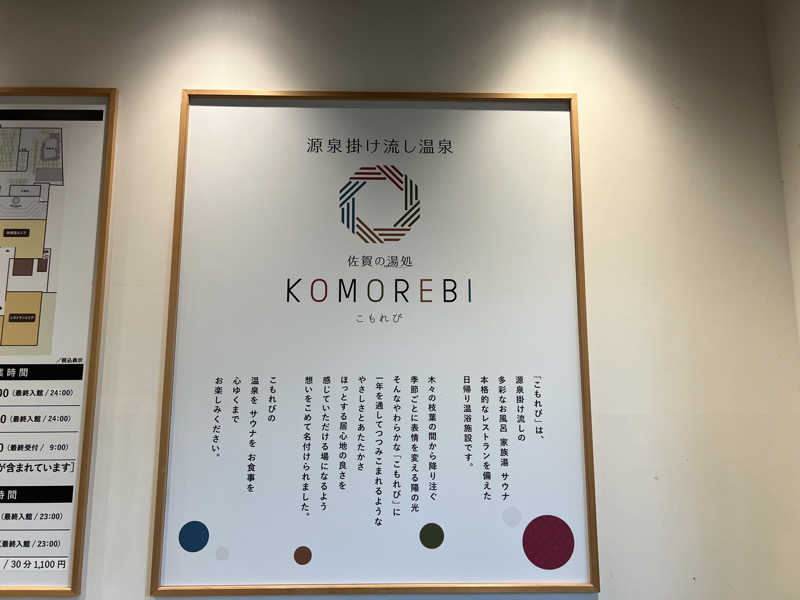 源泉掛け流し温泉
佐賀の湯処
KOMOREBI
こもれび
「こもれび」は、
源泉掛け流しの
多彩なお風呂 家族湯 サウナ
本格的なレストランを備えた
日帰り温浴施設です。
木々の枝葉の間から降り注ぐ
季節ごとに表情を変える陽の光
そんなやわらかな「こもれび」に
一年を通してつつみこまれるような
やさしさとあたたかさ
ほっとする居心地の良さを
感じていただける場になるよう
想いをこめて名付けられました。
こもれびの
温泉を サウナを お食事を
心ゆくまで
お楽しみください。
／税込表示
業時間
00（最終入館 / 24:00）
0（最終入館 / 24:00）
0（最終受付 / 9:00）
が含まれています］
時間
（最終入館 / 23:00）
（最終入館 / 23:00）
/ 30分 1,100円